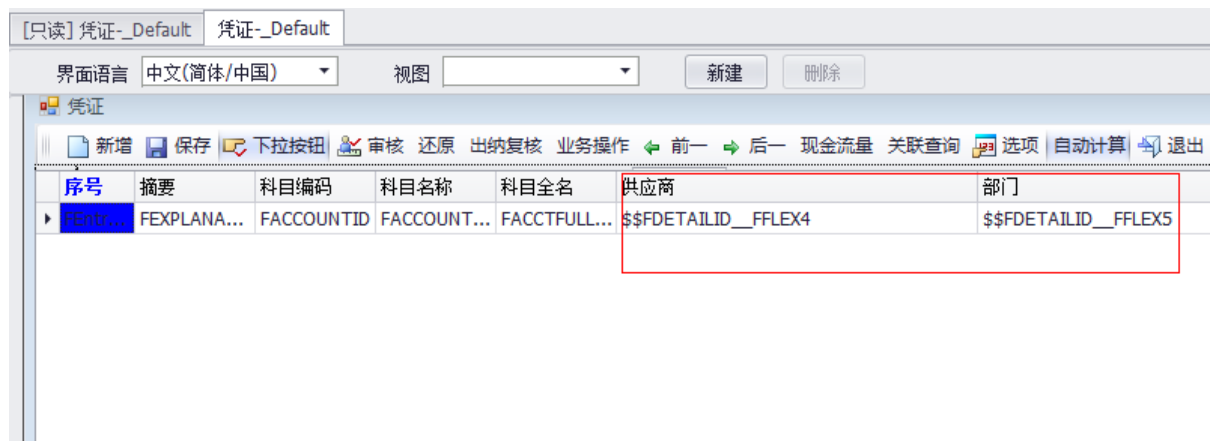 [只读] 凭证-_Default 凭证-_Default
界面语言 中文(简体/中国) 视图 新建 删除
凭证
新增 保存 下拉按钮 审核 还原 出纳复核 业务操作 前一 后一 现金流量 关联查询 选项 自动计算 退出
序号 摘要 科目编码 科目名称 科目全名 供应商 部门
FEntr... FEXPLANA... FACCOUNTID FACCOUNT... FACCTFULL... $$FDETAILID__FFLEX4 $$FDETAILID__FFLEX5